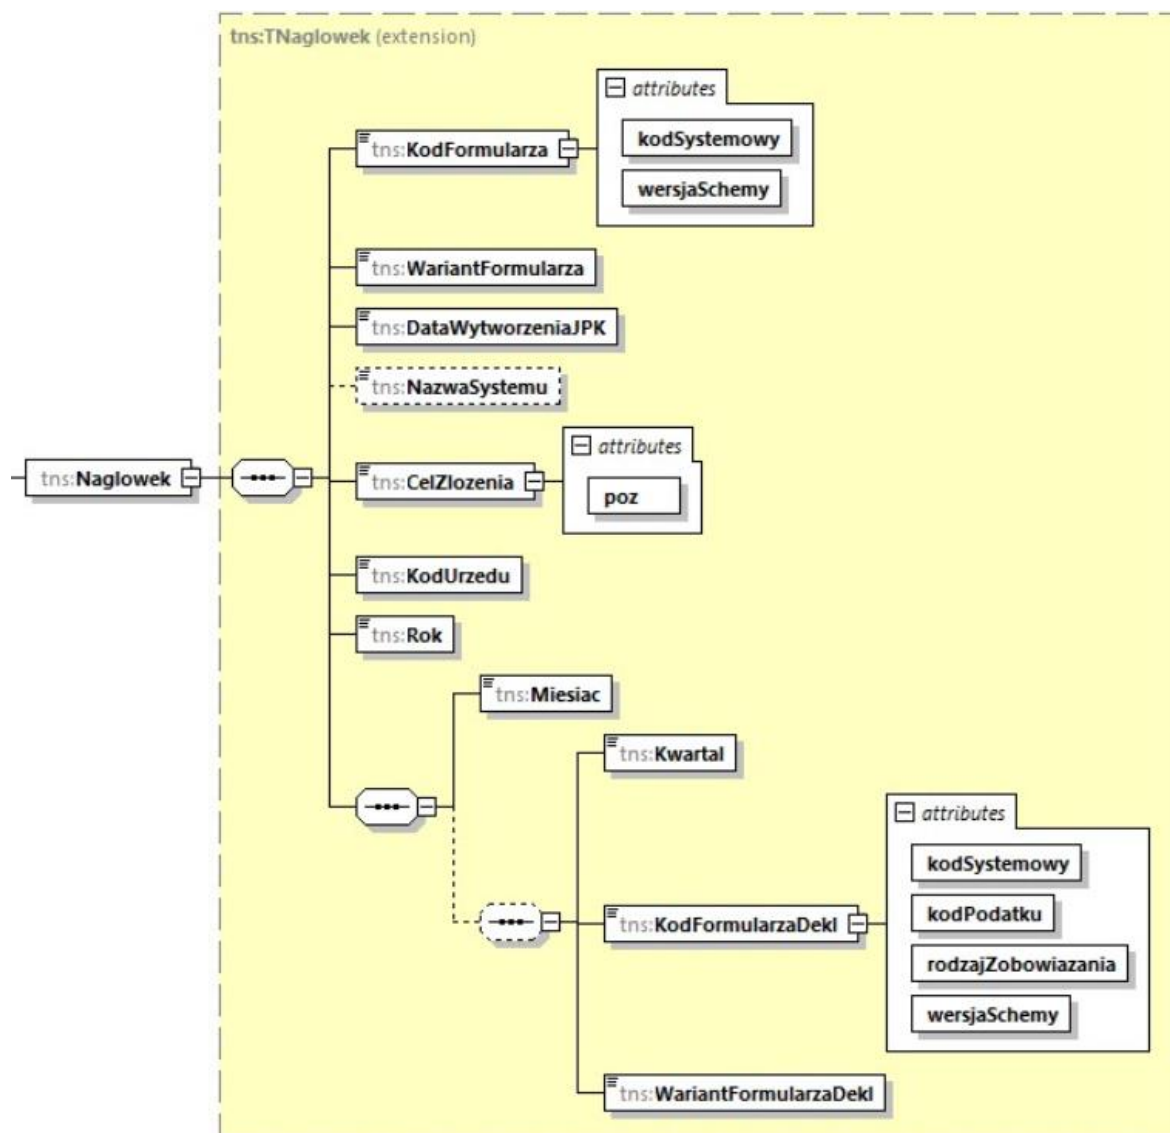 tns:TNaglowek (extension)
attributes
tns:KodFormularza
kodSystemowy
wersjaSchemy
tns:WariantFormularza
tns:DataWytworzeniaJPK
tns:NazwaSystemu
attributes
tns:Naglowek
tns:CelZlozenia
poz
tns:KodUrzedu
tns:Rok
tns:Miesiac
tns:Kwartal
attributes
kodSystemowy
kodPodatku
tns:KodFormularzaDekl
rodzajZobowiazania
wersjaSchemy
tns:WariantFormularzaDekl